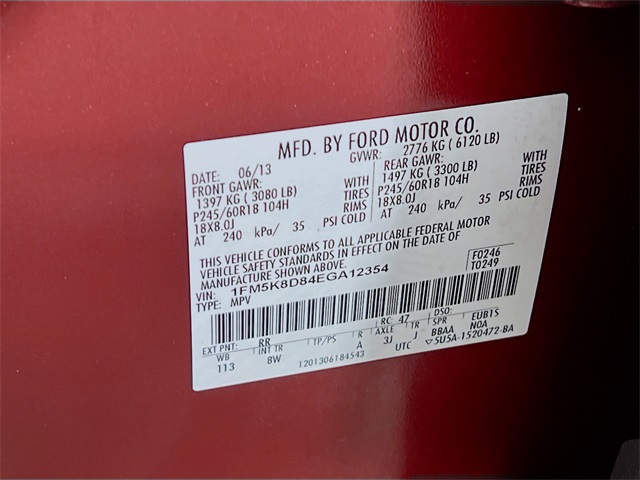 MFD. BY FORD MOTOR CO.
DATE: 06/13 GVWR: 2776 KG ( 6120 LB)
FRONT GAWR: REAR GAWR:
1397 KG ( 3080 LB) WITH 1497 KG ( 3300 LB) WITH
P245/60R18 104H TIRES P245/60R18 104H TIRES
18X8.0J RIMS 18X8.0J RIMS
AT 240 kPa/ 35 PSI COLD AT 240 kPa/ 35 PSI COLD
THIS VEHICLE CONFORMS TO ALL APPLICABLE FEDERAL MOTOR
VEHICLE SAFETY STANDARDS IN EFFECT ON THE DATE OF
MANUFACTURE SHOWN ABOVE.
VIN: 1FM5K8D84EGA12354 F0246
TYPE: MPV T0249
EXT PNT: RR RC: 47 DSO:
WB INT TR TP/PS R AXLE TR SPR EUB1S
113 8W A 3J J BBAA N0A
1201306184543 UTC 5U5A-1520472-BA